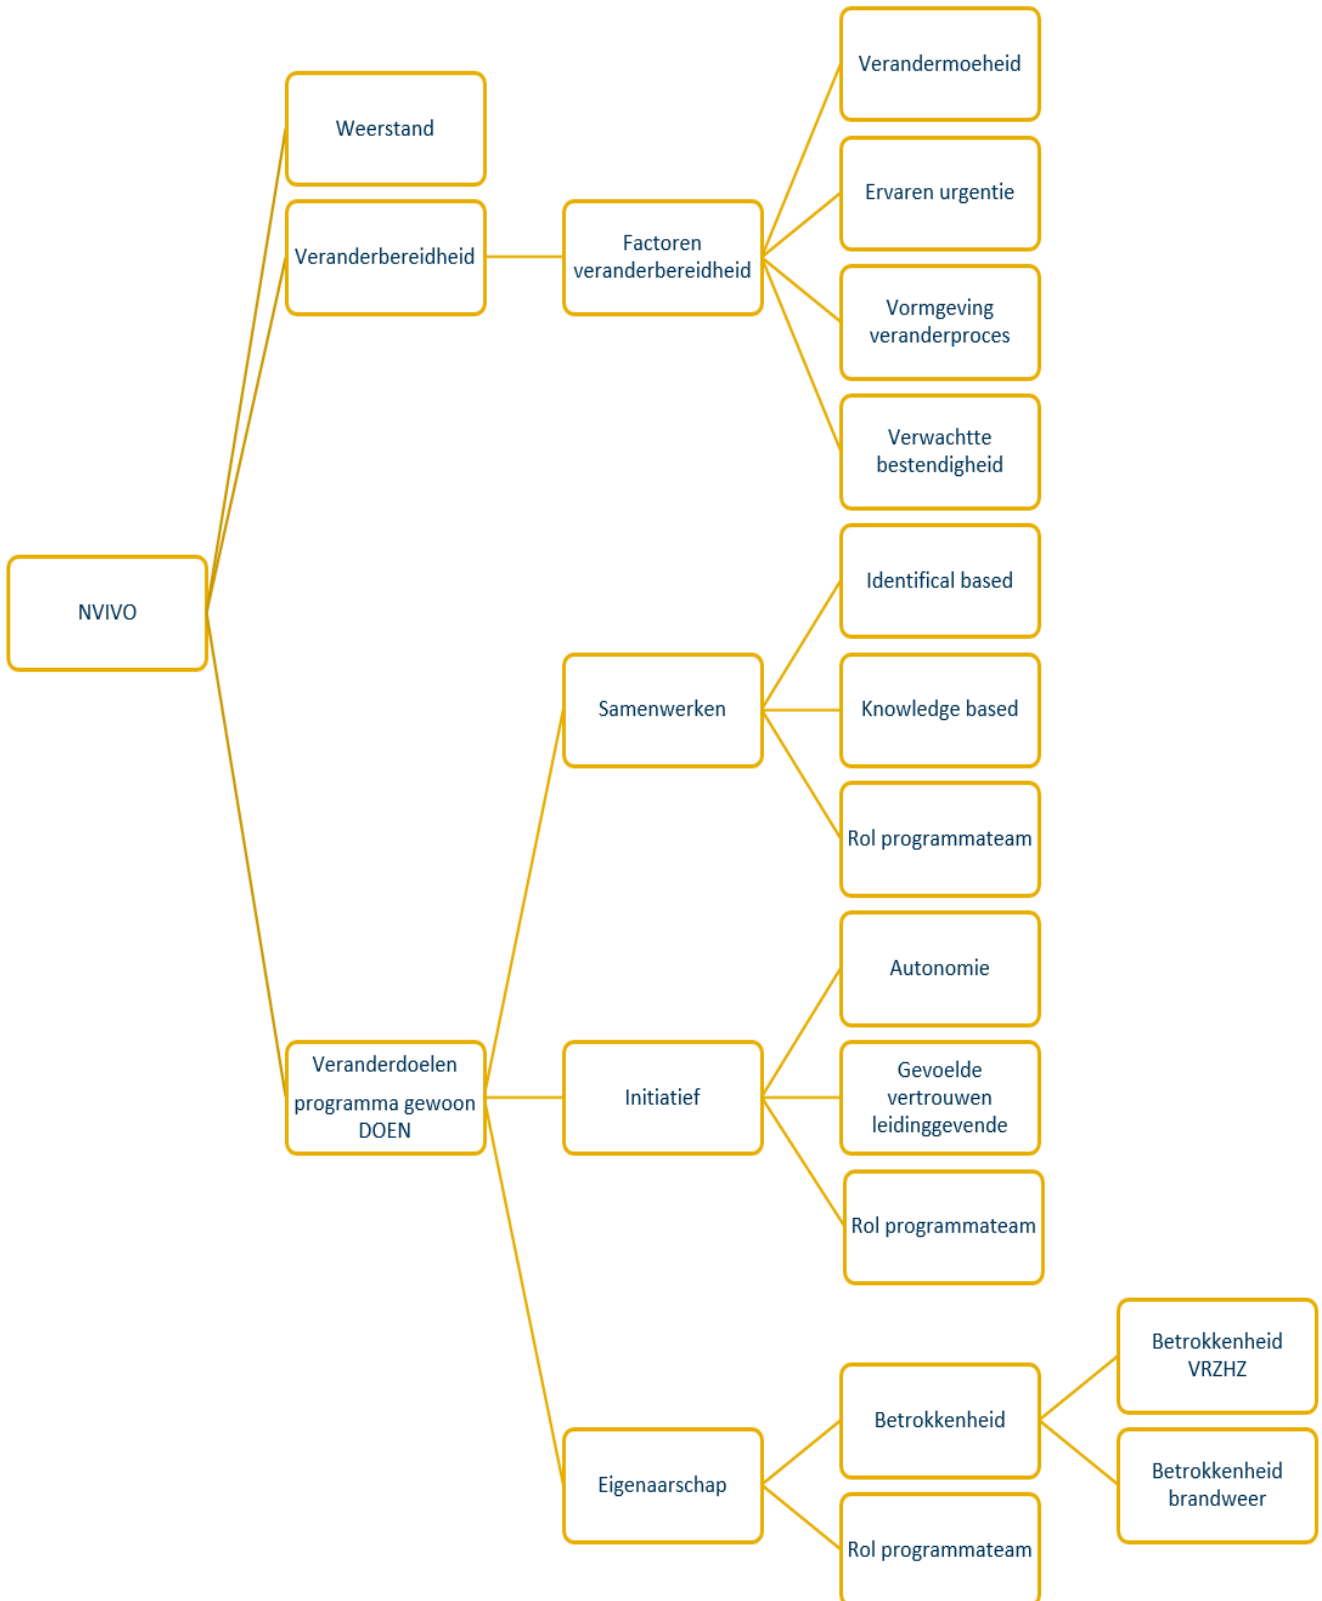 Verandermoeheid
Weerstand
Ervaren urgentie
Veranderbereidheid
Factoren
veranderbereidheid
Vormgeving
veranderproces
Verwachtte
bestendigheid
Identifical based
NVIVO
Samenwerken
Knowledge based
Rol programmateam
Autonomie
Veranderdoelen
programma gewoon
DOEN
Initiatief
Gevoelde
vertrouwen
leidinggevende
Rol programmateam
Betrokkenheid
VRZHZ
Betrokkenheid
Eigenaarschap
Betrokkenheid
brandweer
Rol programmateam